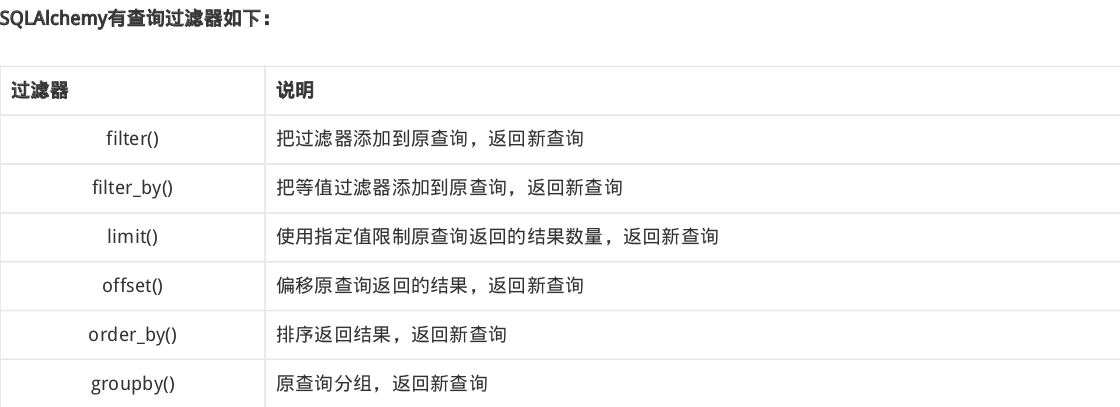 SQLAlchemy有查询过滤器如下：
过滤器 说明
filter() 把过滤器添加到原查询，返回新查询
filter_by() 把等值过滤器添加到原查询，返回新查询
limit() 使用指定值限制原查询返回的结果数量，返回新查询
offset() 偏移原查询返回的结果，返回新查询
order_by() 排序返回结果，返回新查询
groupby() 原查询分组，返回新查询